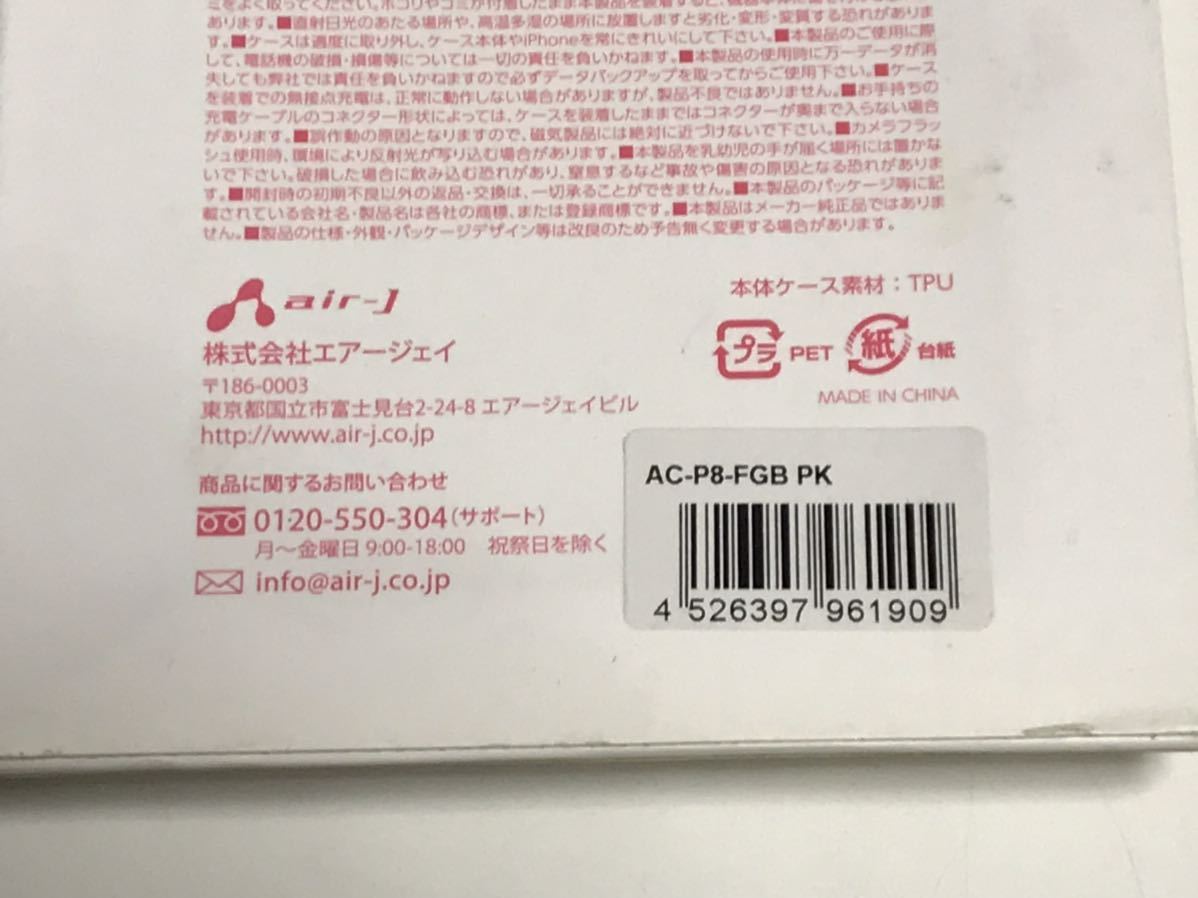 ミをよく取ってください。ホコリやゴミが付着したまま本製品を装着すると、機器本体に傷を付ける恐れが
あります。■直射日光のあたる場所や、高温多湿の場所に放置しますと劣化・変形・変質する恐れがありま
す。■ケースは適度に取り外し、ケース本体やiPhoneを常にきれいにして下さい。■本製品のご使用に際
して、電話機の破損・損傷等については一切の責任を負いかねます。■本製品の使用時に万一データが消
失しても弊社では責任を負いかねますので必ずデータバックアップを取ってからご使用下さい。■ケース
を装着での無接点充電は、正常に動作しない場合がありますが、製品不良ではありません。■お手持ちの
充電ケーブルのコネクター形状によっては、ケースを装着したままではコネクターが奥まで入らない場合
があります。■誤作動の原因となりますので、磁気製品には絶対に近づけないで下さい。■カメラフラッ
シュ使用時、環境により反射光が写り込む場合があります。■本製品を乳幼児の手が届く場所には置かな
いで下さい。破損した場合に飲み込む恐れがあり、窒息するなど事故や傷害の原因となる恐れがありま
す。■開封時の初期不良以外の返品・交換は、一切承ることができません。■本製品のパッケージ等に記
載されている会社名・製品名は各社の商標、または登録商標です。■本製品はメーカー純正品ではありま
せん。■製品の仕様・外観・パッケージデザイン等は改良のため予告無く変更する場合があります。
air-J
株式会社エアージェイ
〒186-0003
東京都国立市富士見台2-24-8 エアージェイビル
http://www.air-j.co.jp
商品に関するお問い合わせ
0120-550-304(サポート)
月～金曜日 9:00-18:00 祝祭日を除く
info@air-j.co.jp
本体ケース素材：TPU
プラ PET 紙 台紙
MADE IN CHINA
AC-P8-FGB PK
4 526397 961909